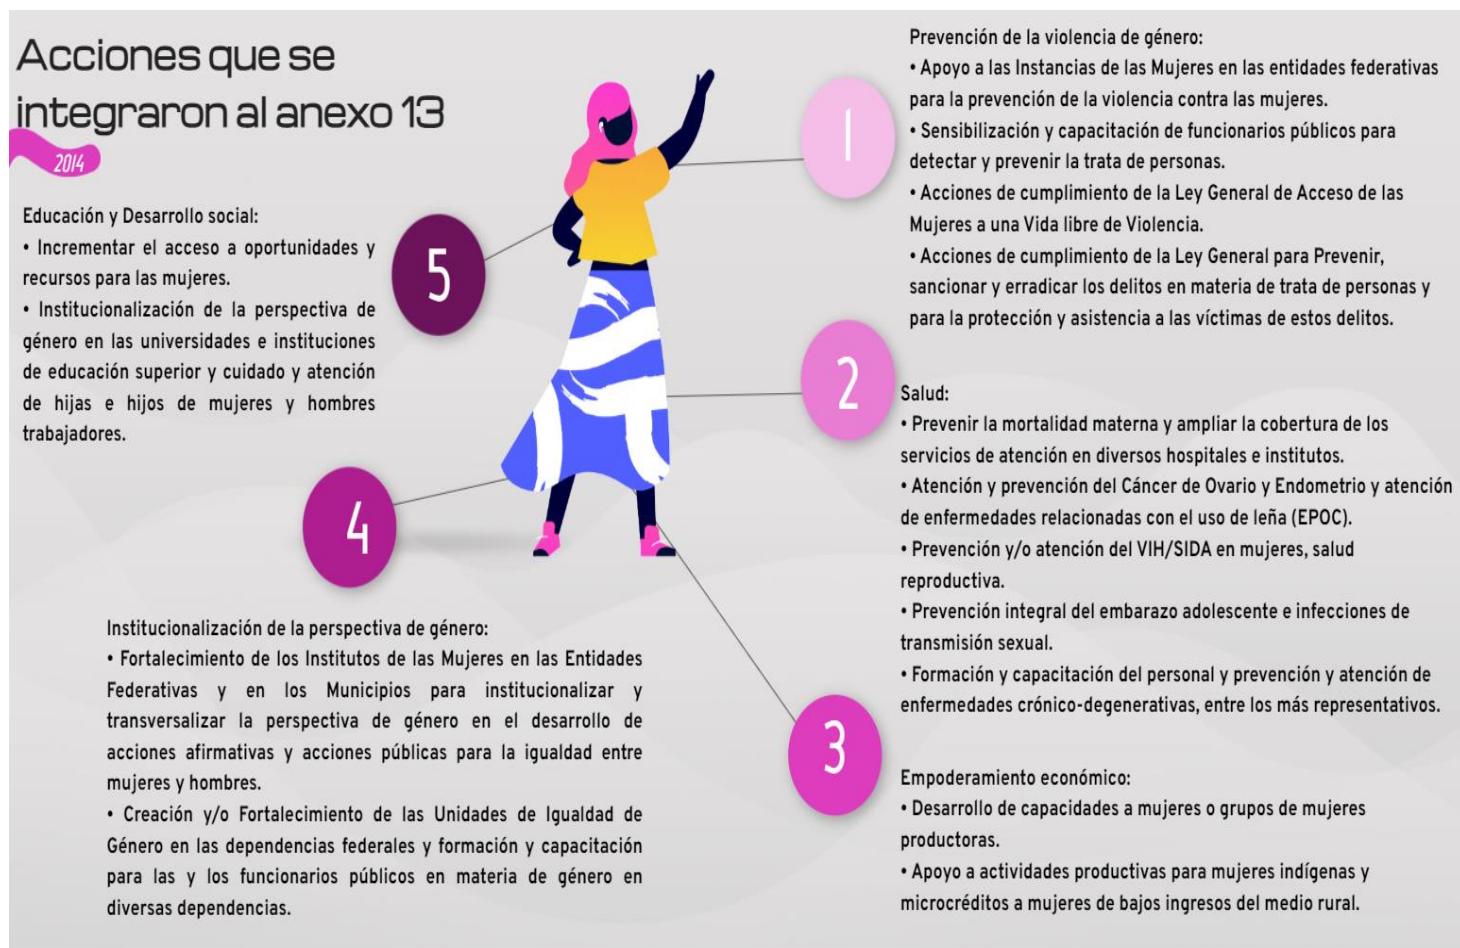 Acciones que se
integraron al anexo 13
2014
1
Prevención de la violencia de género:
• Apoyo a las Instancias de las Mujeres en las entidades federativas
para la prevención de la violencia contra las mujeres.
• Sensibilización y capacitación de funcionarios públicos para
detectar y prevenir la trata de personas.
• Acciones de cumplimiento de la Ley General de Acceso de las
Mujeres a una Vida libre de Violencia.
• Acciones de cumplimiento de la Ley General para Prevenir,
sancionar y erradicar los delitos en materia de trata de personas y
para la protección y asistencia a las víctimas de estos delitos.
2
Salud:
• Prevenir la mortalidad materna y ampliar la cobertura de los
servicios de atención en diversos hospitales e institutos.
• Atención y prevención del Cáncer de Ovario y Endometrio y atención
de enfermedades relacionadas con el uso de leña (EPOC).
• Prevención y/o atención del VIH/SIDA en mujeres, salud
reproductiva.
• Prevención integral del embarazo adolescente e infecciones de
transmisión sexual.
• Formación y capacitación del personal y prevención y atención de
enfermedades crónico-degenerativas, entre los más representativos.
3
Empoderamiento económico:
• Desarrollo de capacidades a mujeres o grupos de mujeres
productoras.
• Apoyo a actividades productivas para mujeres indígenas y
microcréditos a mujeres de bajos ingresos del medio rural.
4
Institucionalización de la perspectiva de género:
• Fortalecimiento de los Institutos de las Mujeres en las Entidades
Federativas y en los Municipios para institucionalizar y
transversalizar la perspectiva de género en el desarrollo de
acciones afirmativas y acciones públicas para la igualdad entre
mujeres y hombres.
• Creación y/o Fortalecimiento de las Unidades de Igualdad de
Género en las dependencias federales y formación y capacitación
para las y los funcionarios públicos en materia de género en
diversas dependencias.
5
Educación y Desarrollo social:
• Incrementar el acceso a oportunidades y
recursos para las mujeres.
• Institucionalización de la perspectiva de
género en las universidades e instituciones
de educación superior y cuidado y atención
de hijas e hijos de mujeres y hombres
trabajadores.